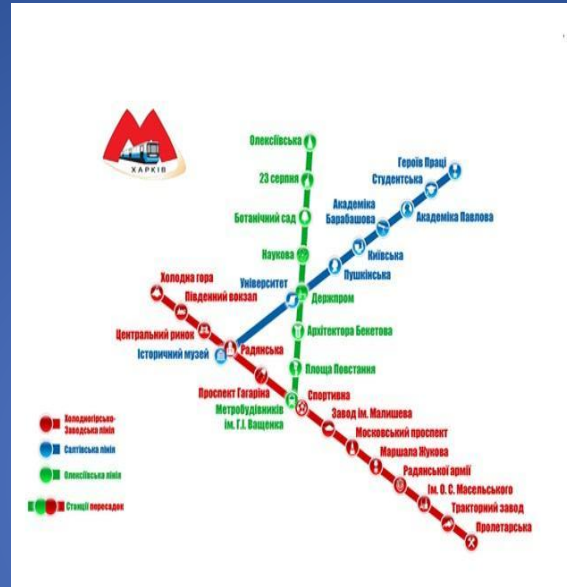 ХАРКІВ
Олексіївська
23 серпня
Ботанічний сад
Наукова
Держпром
Архітектора Бекетова
Площа Повстання
Метробудівників
ім. Г.І. Ващенка
Героїв Праці
Студентська
Академіка Павлова
Академіка
Барабашова
Київська
Пушкінська
Університет
Історичний музей
Холодна гора
Південний вокзал
Центральний ринок
Радянська
Проспект Гагаріна
Спортивна
Завод ім. Малишева
Московський проспект
Маршала Жукова
Радянської армії
Ім. О. С. Масельського
Тракторний завод
Пролетарська
Холодногірсько-
Заводська лінія
Салтівська лінія
Олексіївська лінія
Станції пересадок